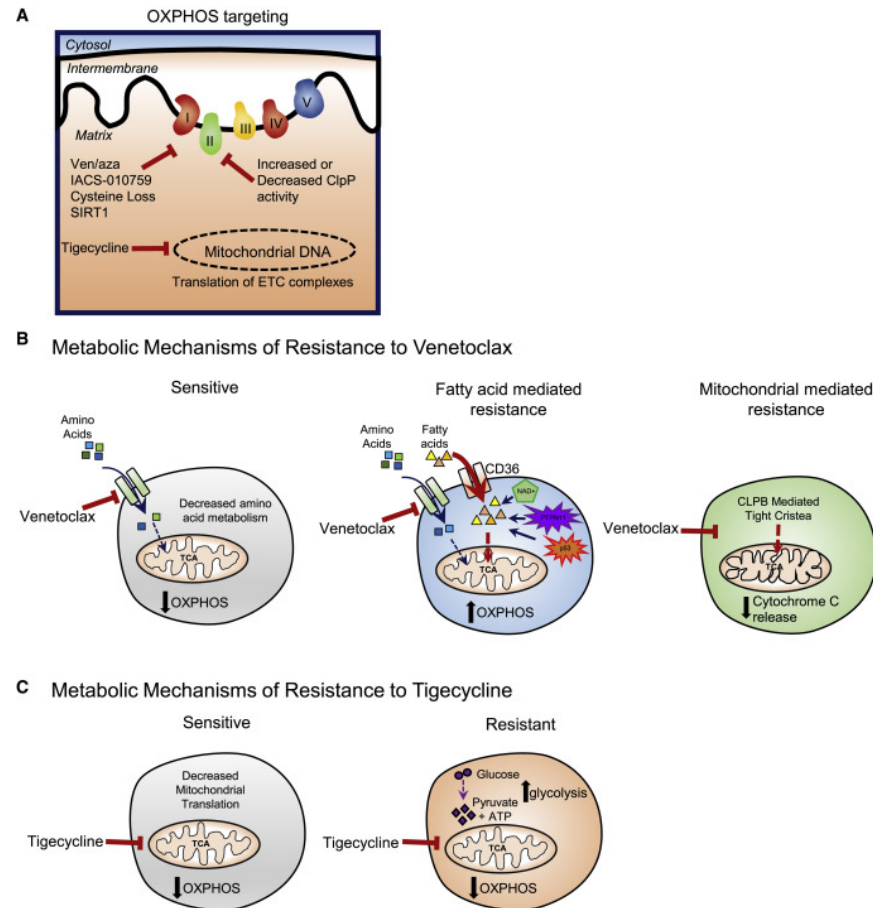 A
OXPHOS targeting
Cytosol
Intermembrane
I
II
III
IV
V
Matrix
Ven/aza
IACS-010759
Cysteine Loss
SIRT1
Increased or
Decreased ClpP
activity
Tigecycline
Mitochondrial DNA
Translation of ETC complexes
B
Metabolic Mechanisms of Resistance to Venetoclax
Sensitive
Amino
Acids
Venetoclax
Decreased amino
acid metabolism
TCA
OXPHOS
Fatty acid mediated
resistance
Amino
Acids
Fatty
acids
CD36
NAD+
PTPN11
p53
Venetoclax
TCA
OXPHOS
Mitochondrial mediated
resistance
CLPB Mediated
Tight Cristea
Venetoclax
TCA
Cytochrome C
release
C
Metabolic Mechanisms of Resistance to Tigecycline
Sensitive
Decreased
Mitochondrial
Translation
Tigecycline
TCA
OXPHOS
Resistant
Glucose
glycolysis
Pyruvate
+ ATP
Tigecycline
TCA
OXPHOS